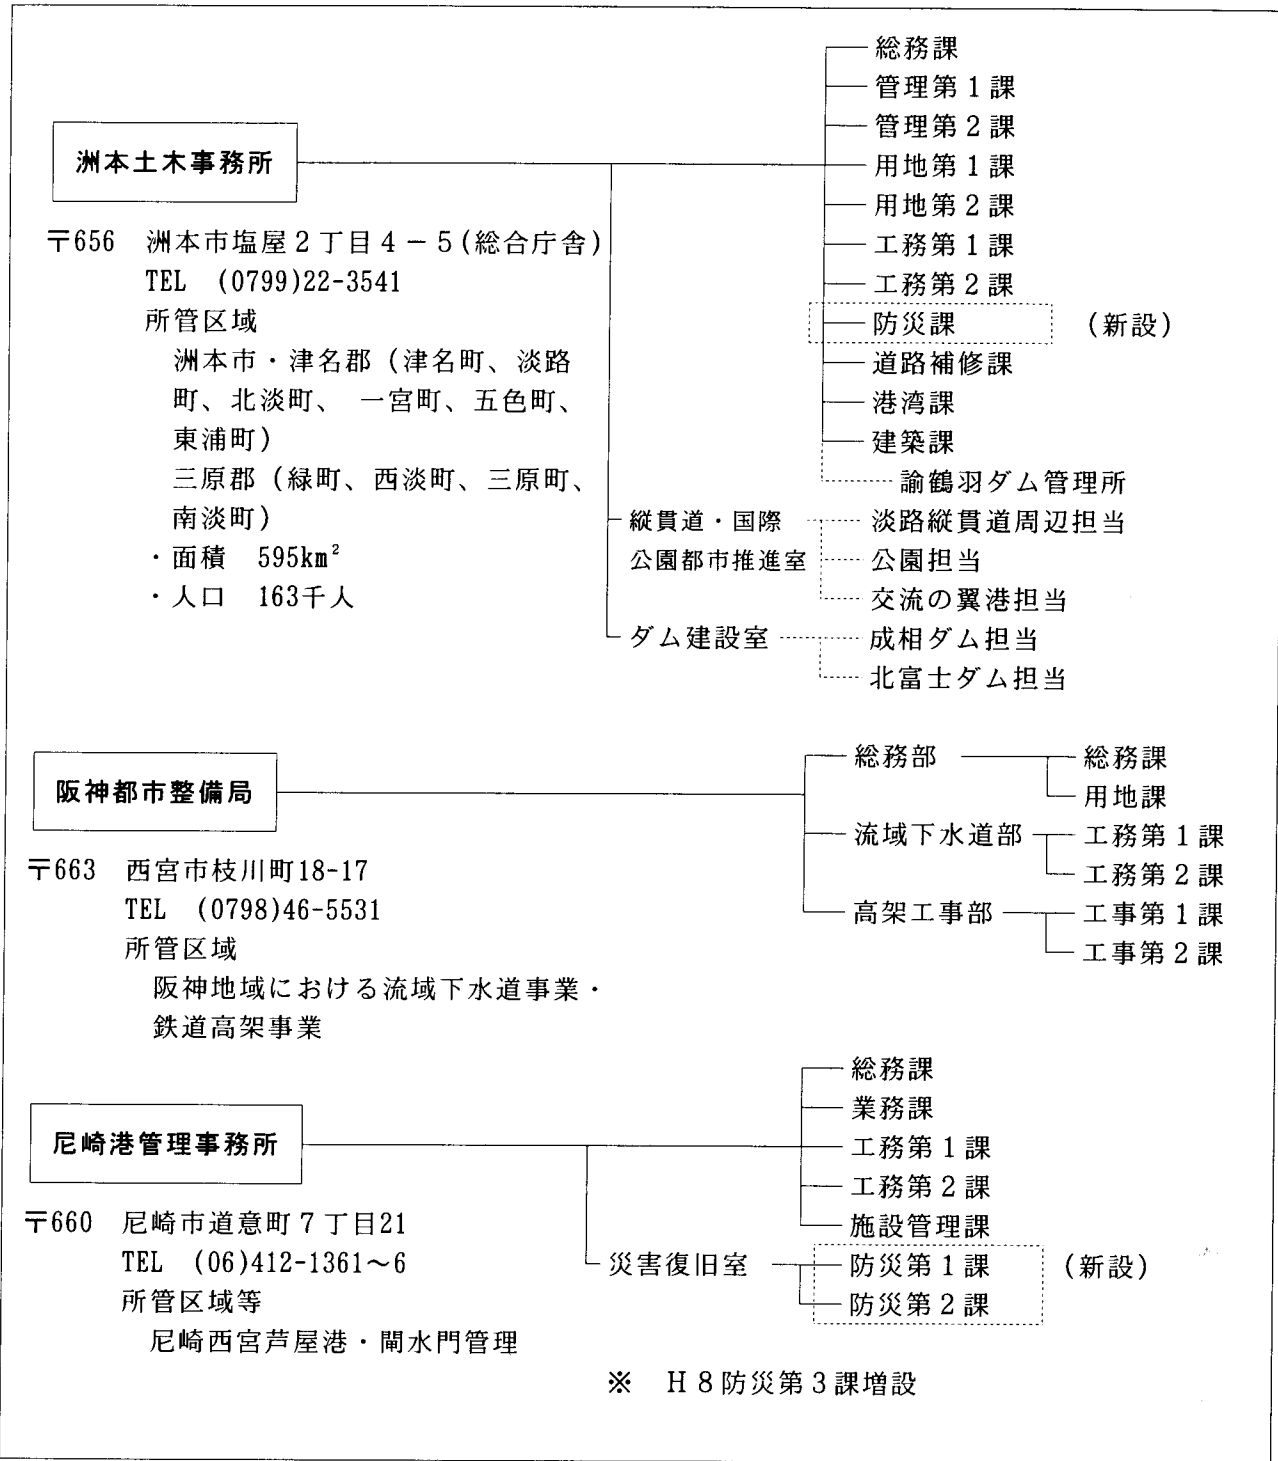 洲本土木事務所
〒656 洲本市塩屋2丁目4－5(総合庁舎)
TEL (0799)22-3541
所管区域
洲本市・津名郡（津名町、淡路
町、北淡町、 一宮町、五色町、
東浦町）
三原郡（緑町、西淡町、三原町、
南淡町）
・面積 595km²
・人口 163千人
総務課
管理第1課
管理第2課
用地第1課
用地第2課
工務第1課
工務第2課
防災課 (新設)
道路補修課
港湾課
建築課
諭鶴羽ダム管理所
縦貫道・国際
公園都市推進室
淡路縦貫道周辺担当
公園担当
交流の翼港担当
ダム建設室
成相ダム担当
北富士ダム担当
阪神都市整備局
〒663 西宮市枝川町18-17
TEL (0798)46-5531
所管区域
阪神地域における流域下水道事業・
鉄道高架事業
総務部
総務課
用地課
流域下水道部
工務第1課
工務第2課
高架工事部
工事第1課
工事第2課
尼崎港管理事務所
〒660 尼崎市道意町7丁目21
TEL (06)412-1361～6
所管区域等
尼崎西宮芦屋港・閘水門管理
総務課
業務課
工務第1課
工務第2課
施設管理課
災害復旧室
防災第1課 (新設)
防災第2課
※ H8防災第3課増設